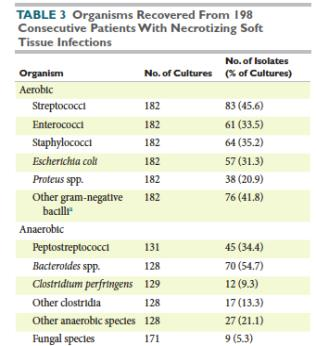 TABLE 3 Organisms Recovered From 198
Consecutive Patients With Necrotizing Soft
Tissue Infections
No. of Isolates
Organism No. of Cultures (% of Cultures)
Aerobic
Streptococci 182 83 (45.6)
Enterococci 182 61 (33.5)
Staphylococci 182 64 (35.2)
Escherichia coli 182 57 (31.3)
Proteus spp. 182 38 (20.9)
Other gram-negative 182 76 (41.8)
bacilliᵃ
Anaerobic
Peptostreptococci 131 45 (34.4)
Bacteroides spp. 128 70 (54.7)
Clostridium perfringens 129 12 (9.3)
Other clostridia 128 17 (13.3)
Other anaerobic species 128 27 (21.1)
Fungal species 171 9 (5.3)